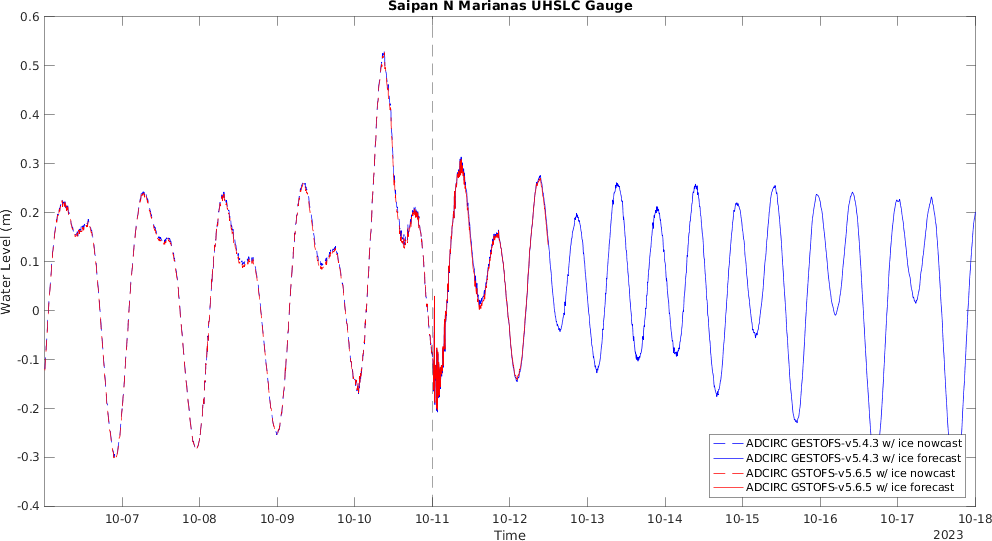 Saipan N Marianas UHSLC Gauge
0.6
0.5
0.4
0.3
0.2
0.1
0
-0.1
-0.2
-0.3
-0.4
Water Level (m)
ADCIRC GESTOFS-v5.4.3 w/ ice nowcast
ADCIRC GESTOFS-v5.4.3 w/ ice forecast
ADCIRC GSTOFS-v5.6.5 w/ ice nowcast
ADCIRC GSTOFS-v5.6.5 w/ ice forecast
10-07 10-08 10-09 10-10 10-11 10-12 10-13 10-14 10-15 10-16 10-17 10-18
Time
2023